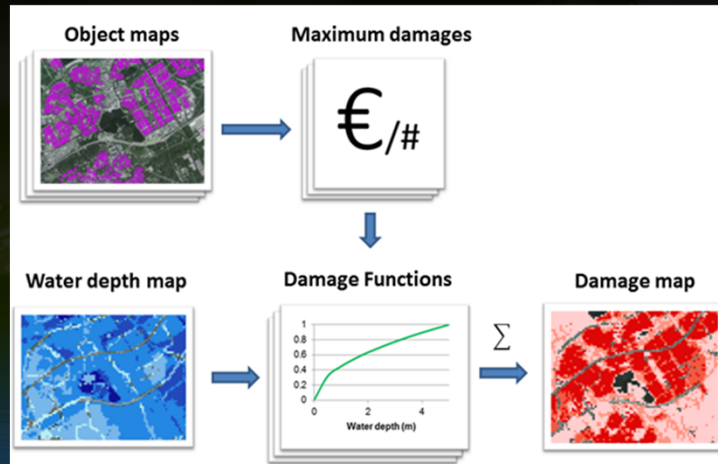 Object maps
Maximum damages
€/#
Water depth map
Damage Functions
Damage map
1
0.8
0.6
0.4
0.2
0
0 2 4
Water depth (m)
∑